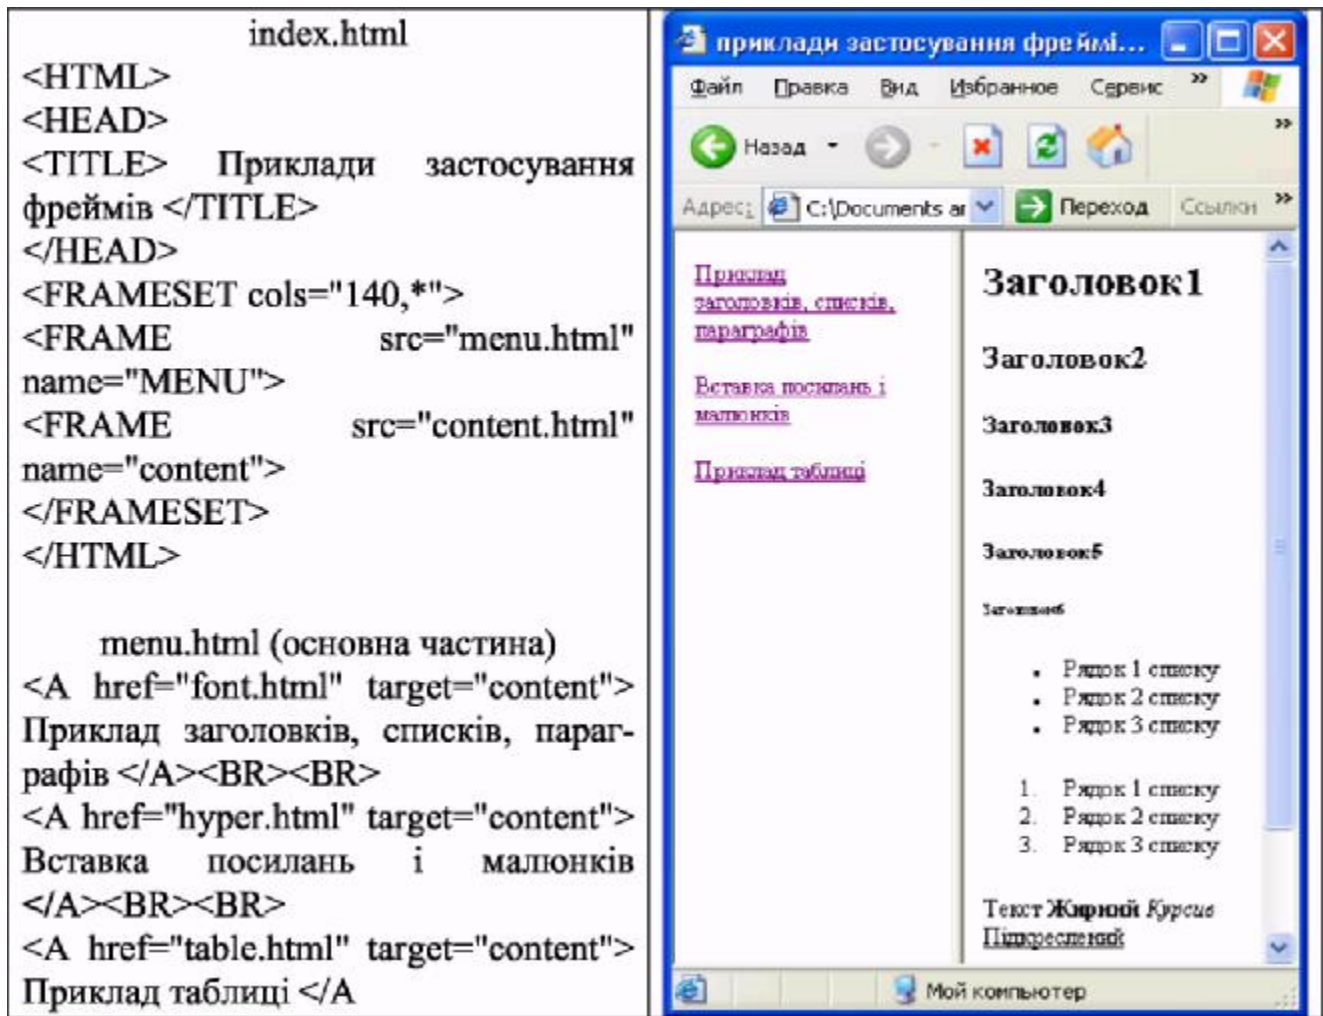 index.html
<HTML>
<HEAD>
<TITLE> Приклади застосування
фреймів </TITLE>
</HEAD>
<FRAMESET cols="140,*">
<FRAME src="menu.html"
name="MENU">
<FRAME src="content.html"
name="content">
</FRAMESET>
</HTML>
menu.html (основна частина)
<A href="font.html" target="content">
Приклад заголовків, списків, параг-
рафів </A><BR><BR>
<A href="hyper.html" target="content">
Вставка посилань і малюнків
</A><BR><BR>
<A href="table.html" target="content">
Приклад таблиці </A
приклади застосування фреймі...
Файл Правка Вид Избранное Сервис »
Назад »
Адрес: C:\Documents ar Переход Ссылки »
Приклад
заголовків, списків,
параграфів
Вставка посилань і
малюнків
Приклад таблиці
Заголовок1
Заголовок2
Заголовок3
Заголовок4
Заголовок5
Заголовок6
• Рядок 1 списку
• Рядок 2 списку
• Рядок 3 списку
1. Рядок 1 списку
2. Рядок 2 списку
3. Рядок 3 списку
Текст Жирний Курсив
Підкреслений
Мой компьютер